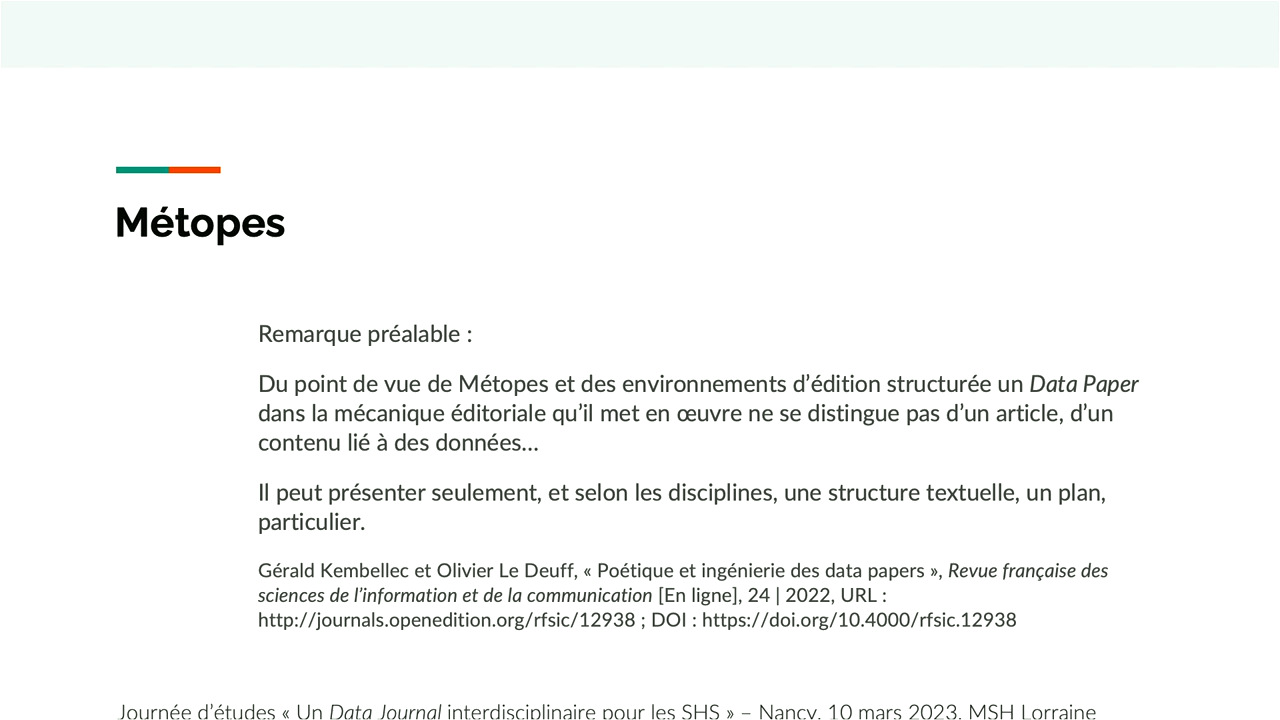 Métopes
Remarque préalable :
Du point de vue de Métopes et des environnements d’édition structurée un Data Paper
dans la mécanique éditoriale qu’il met en œuvre ne se distingue pas d’un article, d’un
contenu lié à des données…
Il peut présenter seulement, et selon les disciplines, une structure textuelle, un plan,
particulier.
Gérald Kembellec et Olivier Le Deuff, « Poétique et ingénierie des data papers », Revue française des
sciences de l’information et de la communication [En ligne], 24 | 2022, URL :
http://journals.openedition.org/rfsic/12938 ; DOI : https://doi.org/10.4000/rfsic.12938
Journée d’études « Un Data Journal interdisciplinaire pour les SHS » – Nancy, 10 mars 2023, MSH Lorraine